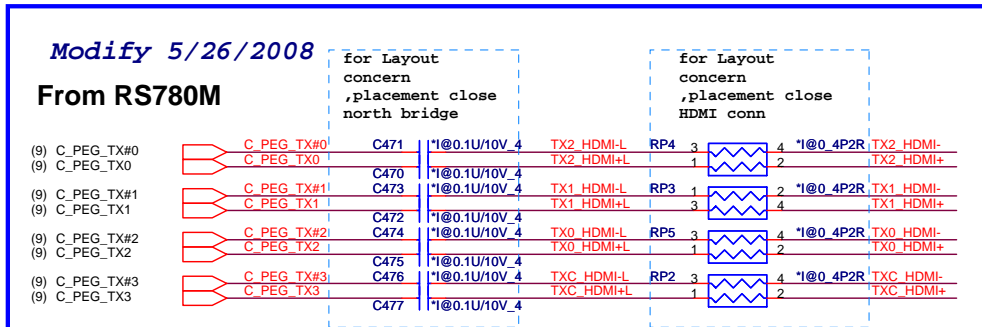 Modify 5/26/2008
From RS780M
for Layout
concern
,placement close
north bridge
for Layout
concern
,placement close
HDMI conn
(9) C_PEG_TX#0 C_PEG_TX#0 C471 *I@0.1U/10V_4 TX2_HDMI-L RP4 3 4 *I@0_4P2R TX2_HDMI-
(9) C_PEG_TX0 C_PEG_TX0 C470 *I@0.1U/10V_4 TX2_HDMI+L 1 2 TX2_HDMI+
(9) C_PEG_TX#1 C_PEG_TX#1 C473 *I@0.1U/10V_4 TX1_HDMI-L RP3 1 2 *I@0_4P2R TX1_HDMI-
(9) C_PEG_TX1 C_PEG_TX1 C472 *I@0.1U/10V_4 TX1_HDMI+L 3 4 TX1_HDMI+
(9) C_PEG_TX#2 C_PEG_TX#2 C474 *I@0.1U/10V_4 TX0_HDMI-L RP5 3 4 *I@0_4P2R TX0_HDMI-
(9) C_PEG_TX2 C_PEG_TX2 C475 *I@0.1U/10V_4 TX0_HDMI+L 1 2 TX0_HDMI+
(9) C_PEG_TX#3 C_PEG_TX#3 C476 *I@0.1U/10V_4 TXC_HDMI-L RP2 3 4 *I@0_4P2R TXC_HDMI-
(9) C_PEG_TX3 C_PEG_TX3 C477 *I@0.1U/10V_4 TXC_HDMI+L 1 2 TXC_HDMI+